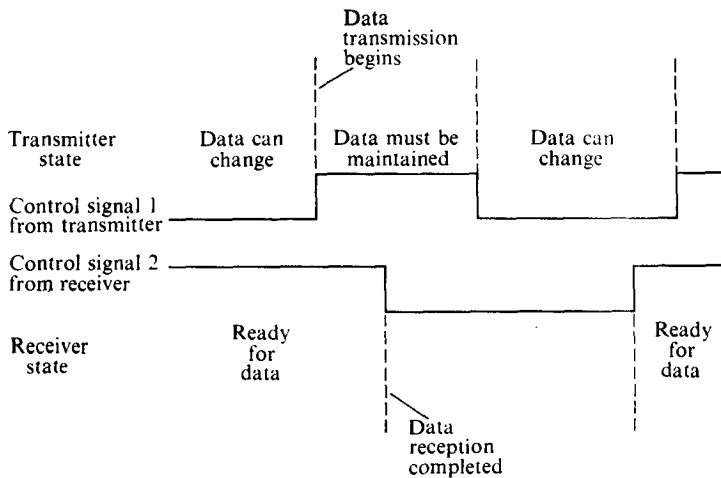 Data
transmission
begins
Transmitter
state
Data can
change
Data must be
maintained
Data can
change
Control signal 1
from transmitter
Control signal 2
from receiver
Receiver
state
Ready
for
data
Ready
for
data
Data
reception
completed